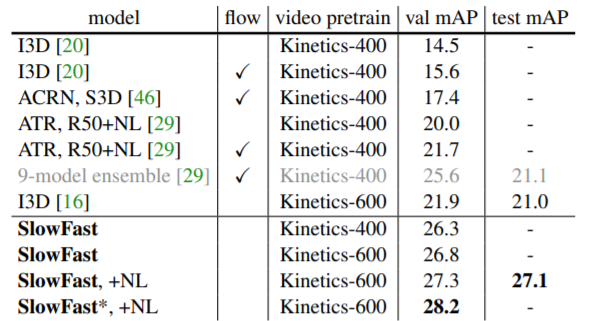 model flow video pretrain val mAP test mAP
I3D [20] Kinetics-400 14.5 -
I3D [20] ✓ Kinetics-400 15.6 -
ACRN, S3D [46] ✓ Kinetics-400 17.4 -
ATR, R50+NL [29] Kinetics-400 20.0 -
ATR, R50+NL [29] ✓ Kinetics-400 21.7 -
9-model ensemble [29] ✓ Kinetics-400 25.6 21.1
I3D [16] Kinetics-600 21.9 21.0
SlowFast Kinetics-400 26.3 -
SlowFast Kinetics-600 26.8 -
SlowFast, +NL Kinetics-600 27.3 27.1
SlowFast*, +NL Kinetics-600 28.2 -